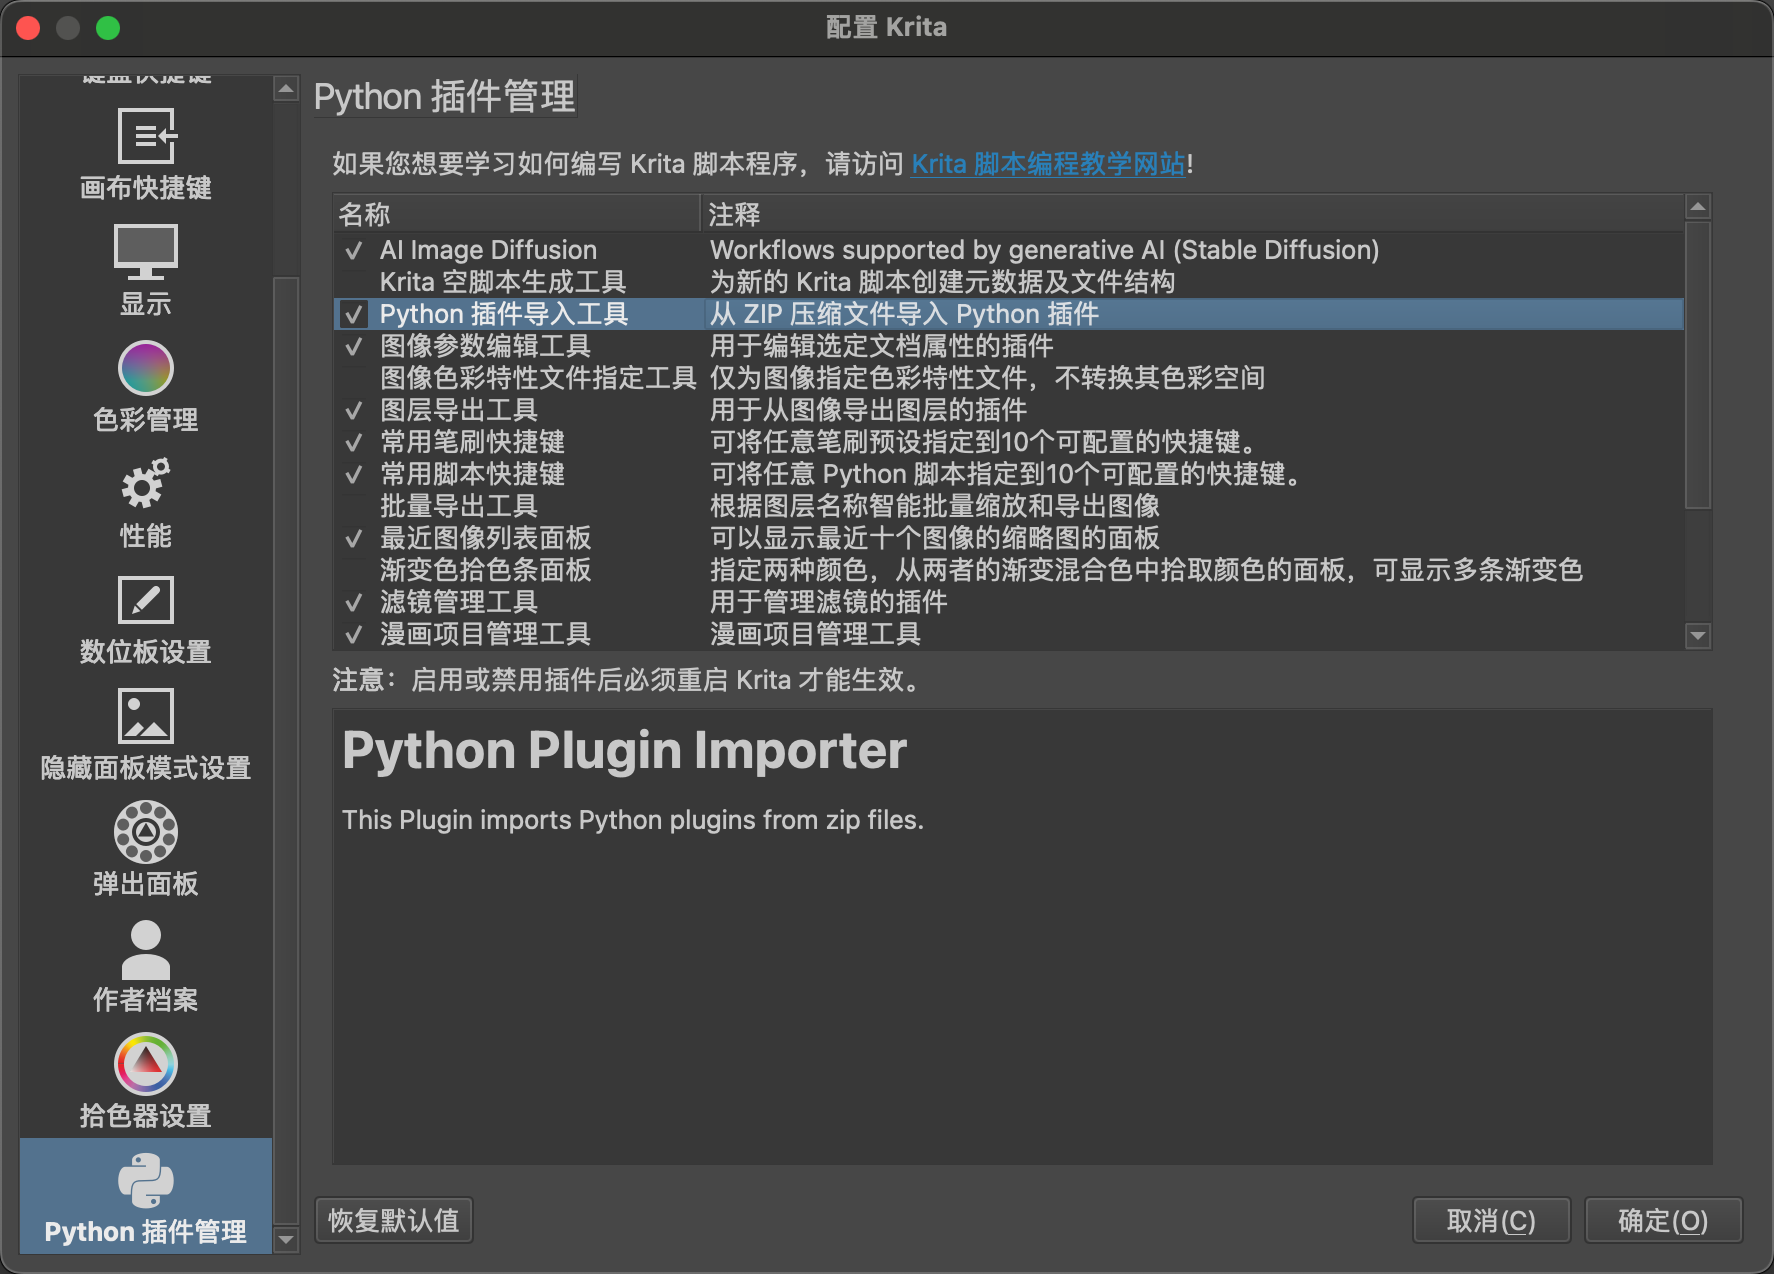 配置 Krita
键盘快捷键
画布快捷键
显示
色彩管理
性能
数位板设置
隐藏面板模式设置
弹出面板
作者档案
拾色器设置
Python 插件管理
Python 插件管理
如果您想要学习如何编写 Krita 脚本程序，请访问 Krita 脚本编程教学网站!
名称 注释
AI Image Diffusion Workflows supported by generative AI (Stable Diffusion)
Krita 空脚本生成工具 为新的 Krita 脚本创建元数据及文件结构
Python 插件导入工具 从 ZIP 压缩文件导入 Python 插件
图像参数编辑工具 用于编辑选定文档属性的插件
图像色彩特性文件指定工具 仅为图像指定色彩特性文件，不转换其色彩空间
图层导出工具 用于从图像导出图层的插件
常用笔刷快捷键 可将任意笔刷预设指定到10个可配置的快捷键。
常用脚本快捷键 可将任意 Python 脚本指定到10个可配置的快捷键。
批量导出工具 根据图层名称智能批量缩放和导出图像
最近图像列表面板 可以显示最近十个图像的缩略图的面板
渐变色拾色条面板 指定两种颜色，从两者的渐变混合色中拾取颜色的面板，可显示多条渐变色
滤镜管理工具 用于管理滤镜的插件
漫画项目管理工具 漫画项目管理工具
注意：启用或禁用插件后必须重启 Krita 才能生效。
Python Plugin Importer
This Plugin imports Python plugins from zip files.
恢复默认值 取消(C) 确定(O)